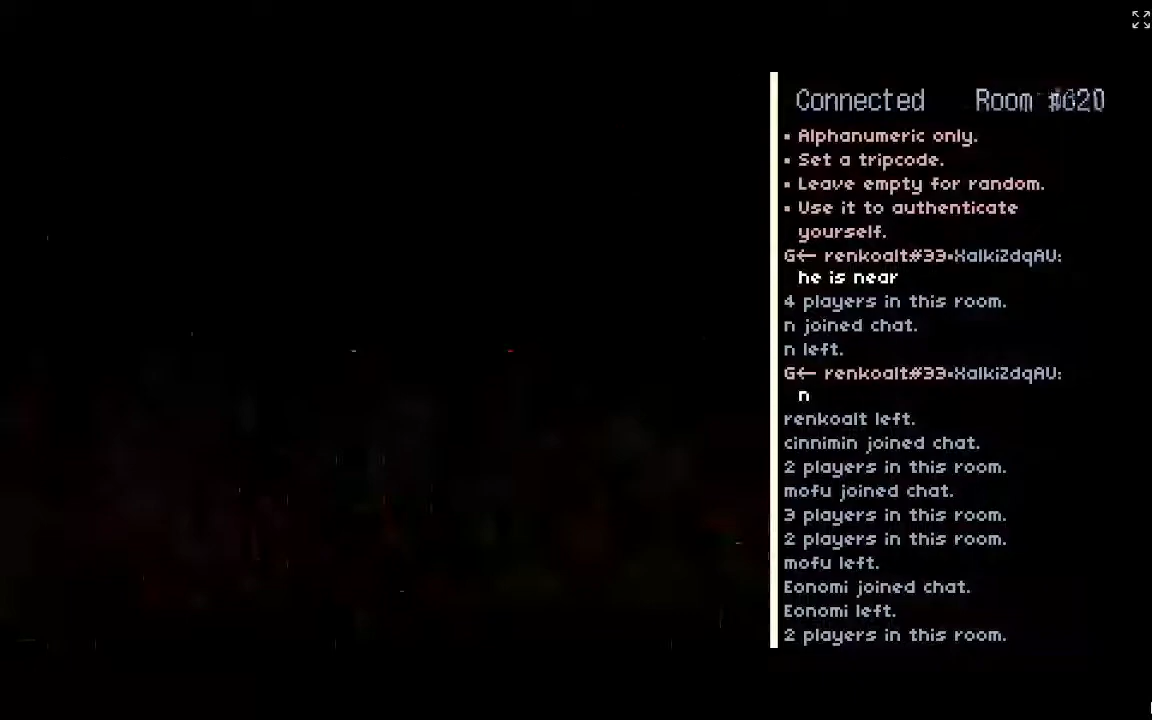 Connected Room #620
▪ Alphanumeric only.
▪ Set a tripcode.
▪ Leave empty for random.
▪ Use it to authenticate
yourself.
G← renkoalt#33▪XalkiZdqAU:
he is near
4 players in this room.
n joined chat.
n left.
G← renkoalt#33▪XalkiZdqAU:
n
renkoalt left.
cinnimin joined chat.
2 players in this room.
mofu joined chat.
3 players in this room.
2 players in this room.
mofu left.
Eonomi joined chat.
Eonomi left.
2 players in this room.